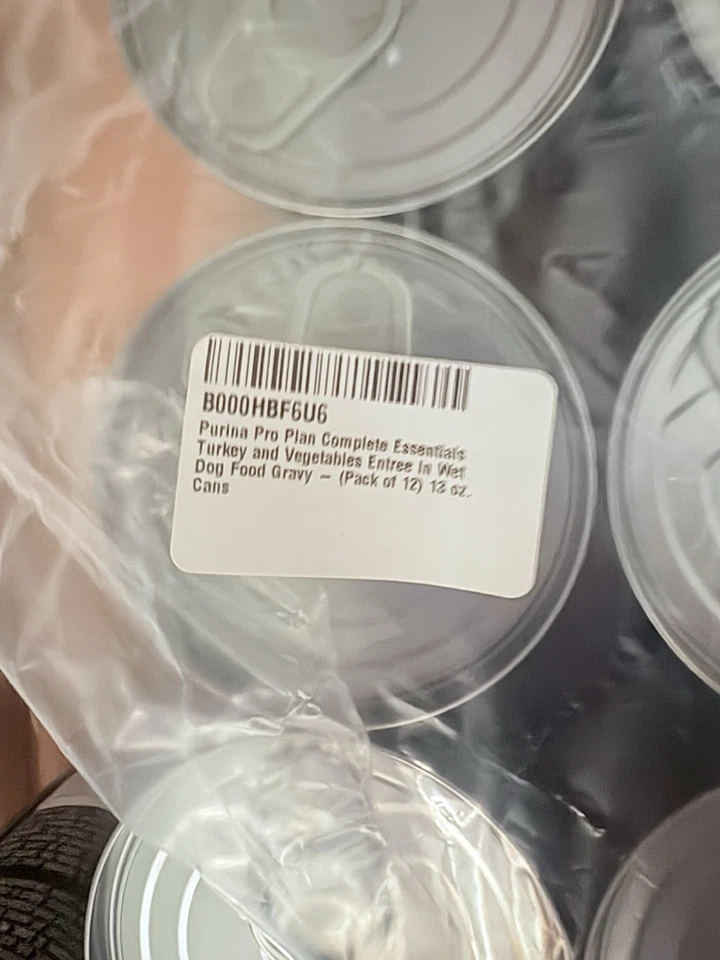 B000HBF6U6
Purina Pro Plan Complete Essentials
Turkey and Vegetables Entree in Wet
Dog Food Gravy – (Pack of 12) 13 oz.
Cans